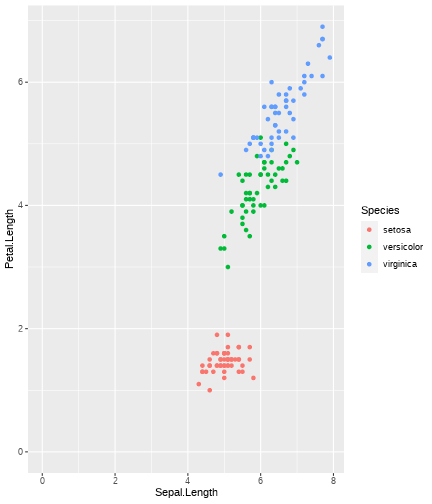 6
4
2
0
Petal.Length
0
2
4
6
8
Sepal.Length
Species
setosa
versicolor
virginica